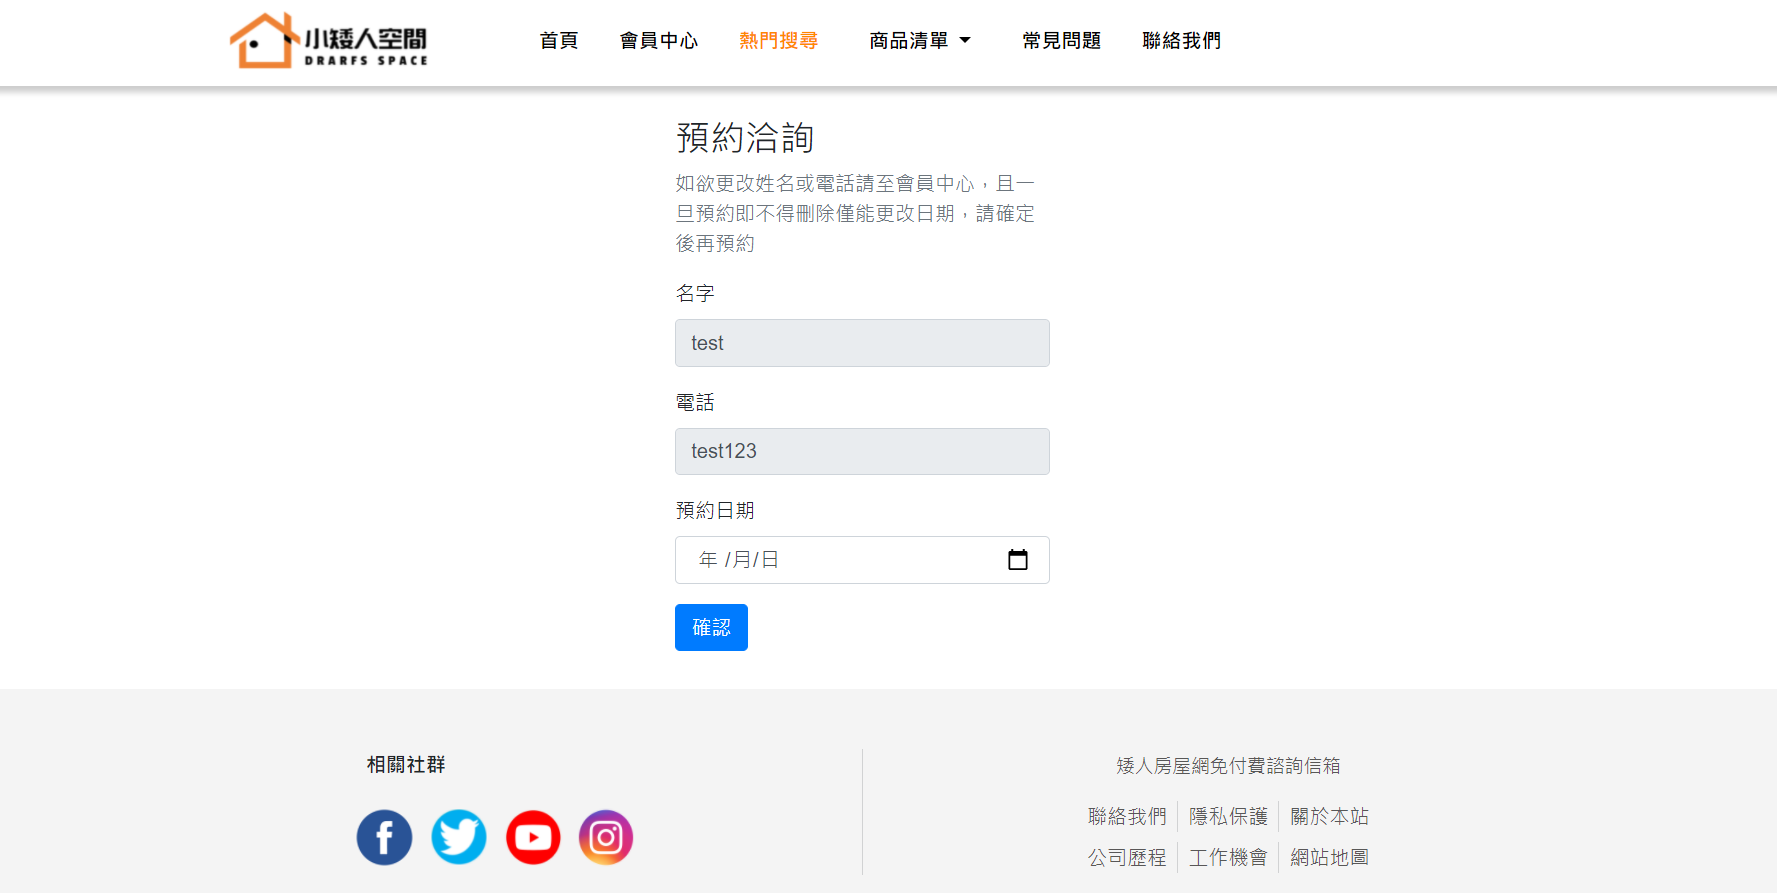 小矮人空間
DRARFS SPACE
首頁
會員中心
熱門搜尋
商品清單
常見問題
聯絡我們
預約洽詢
如欲更改姓名或電話請至會員中心，且一
旦預約即不得刪除僅能更改日期，請確定
後再預約
名字
test
電話
test123
預約日期
年 /月/日
確認
相關社群
矮人房屋網免付費諮詢信箱
聯絡我們 隱私保護 關於本站
公司歷程 工作機會 網站地圖